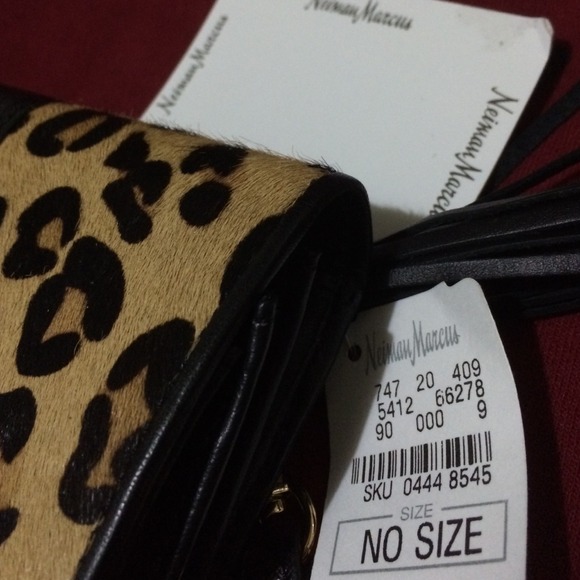 Neiman Marcus
Neiman Marcus
Neiman Marcus
Neiman Marcus
747 20 409
5412 66278
90 000 9
SKU 0444 8545
SIZE
NO SIZE